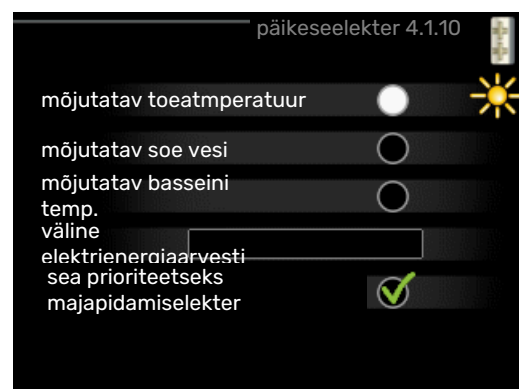 päikeseelekter 4.1.10
mõjutatav toeatmperatuur
mõjutatav soe vesi
mõjutatav basseini
temp.
väline
elektrienergiaarvesti
sea prioriteetseks
majapidamiselekter